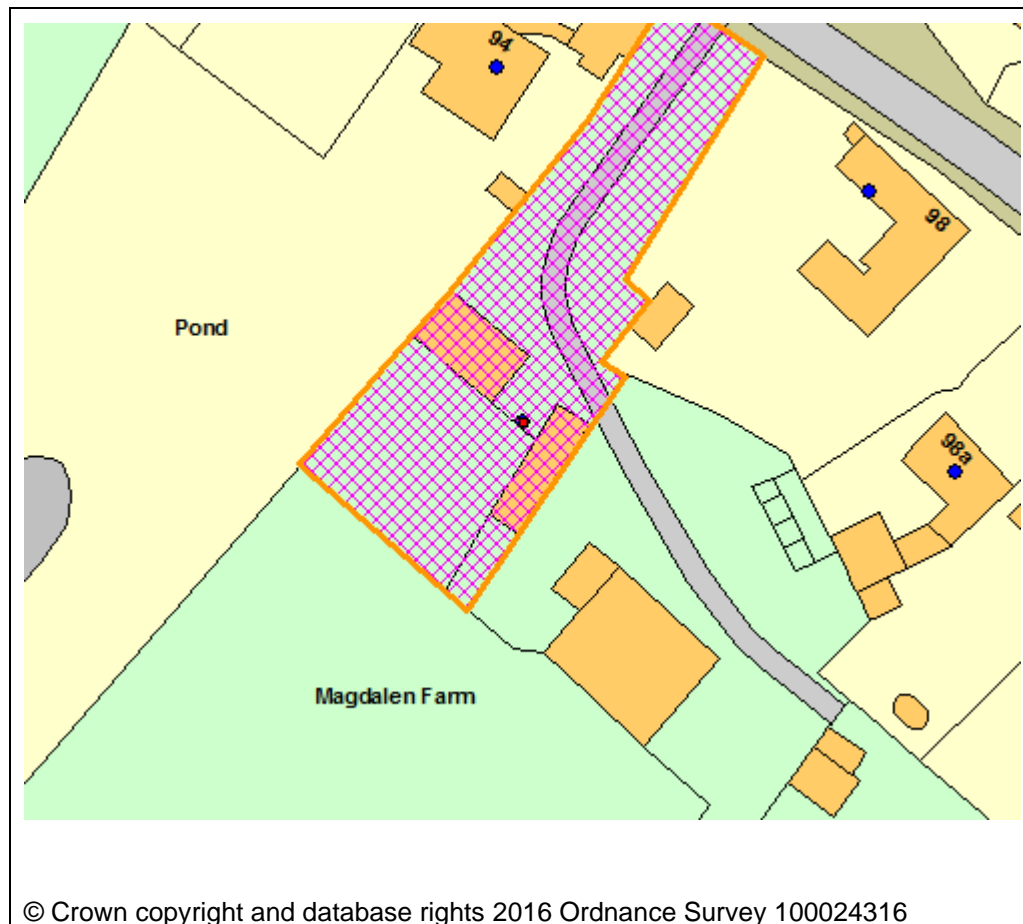 94
98
Pond
98a
Magdalen Farm
© Crown copyright and database rights 2016 Ordnance Survey 100024316